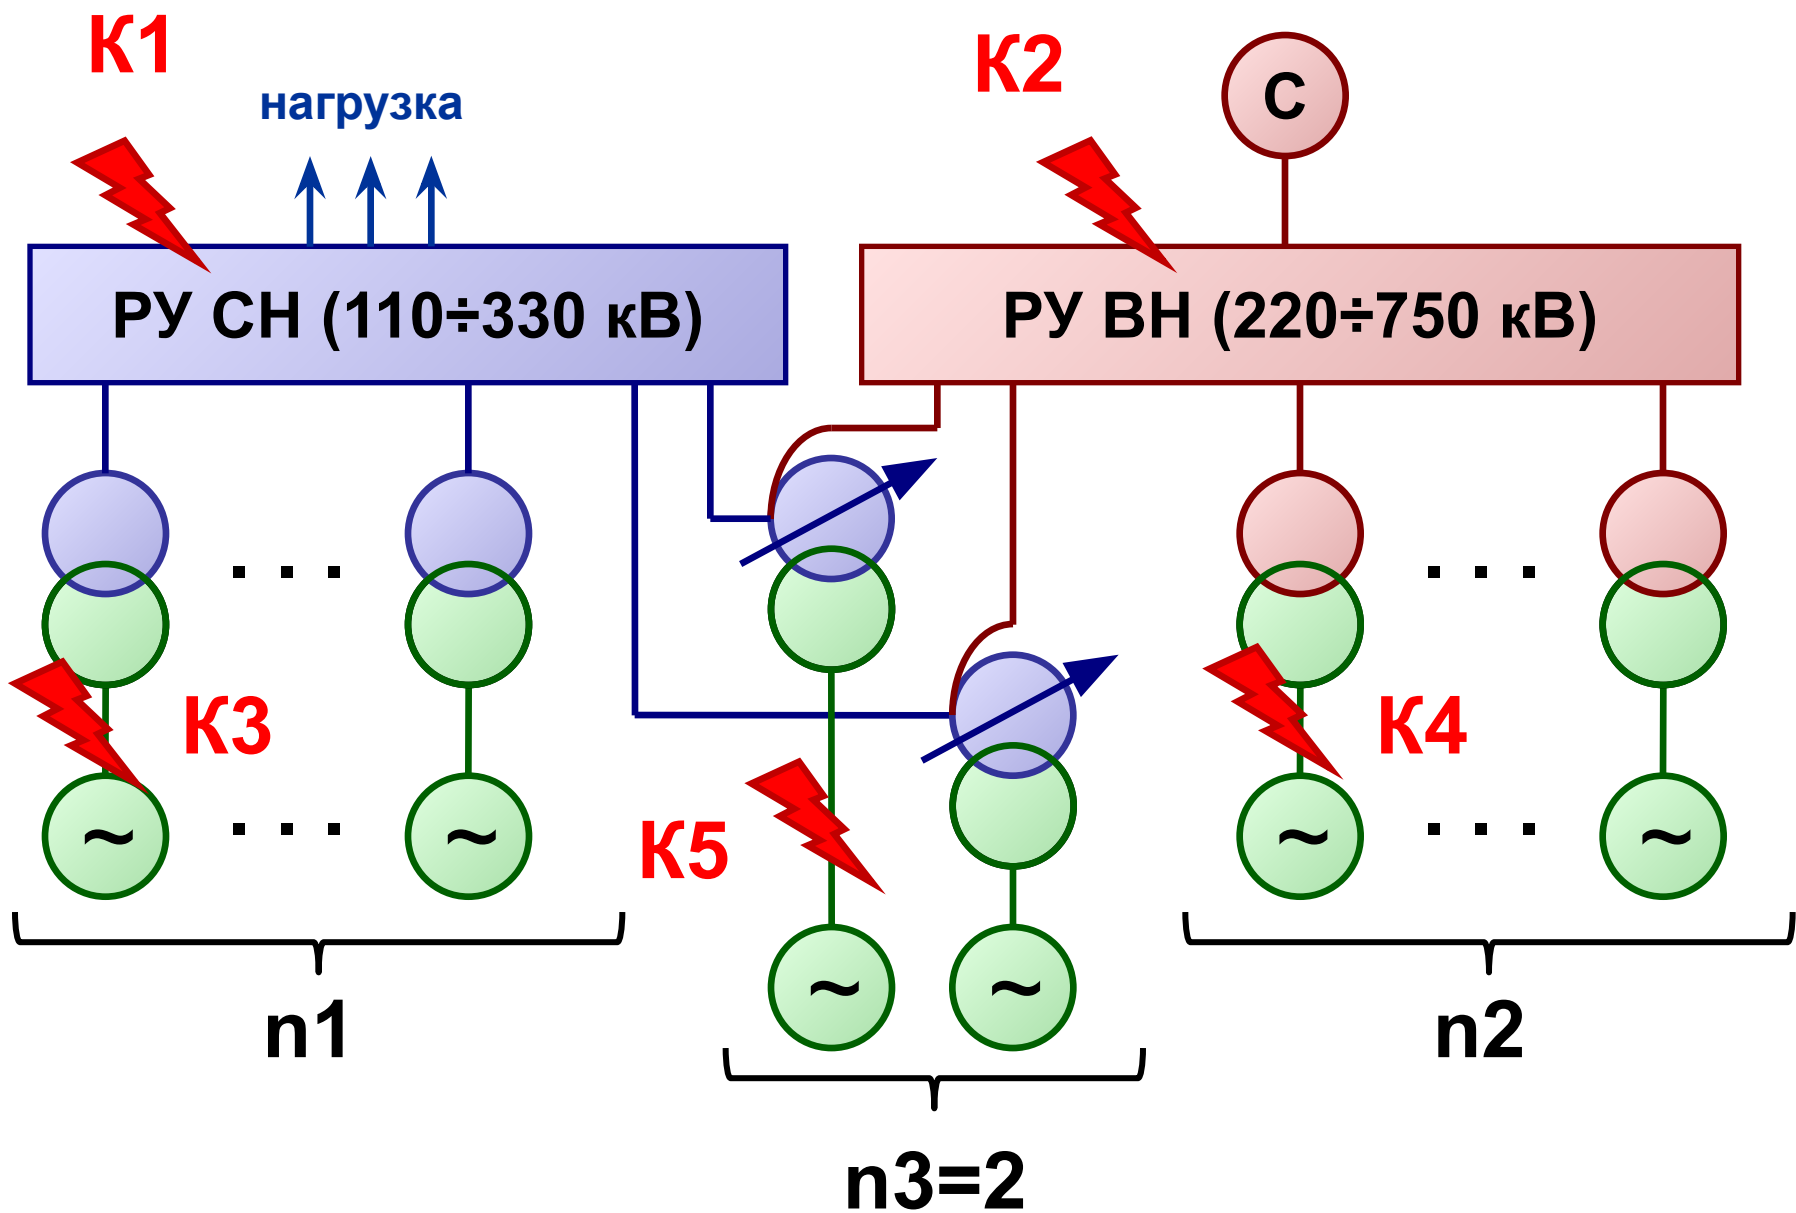 К1
К2
С
нагрузка
РУ СН (110÷330 кВ)
РУ ВН (220÷750 кВ)
. . .
. . .
К3
К4
К5
~
. . .
~
~
. . .
~
~
~
n1
n2
n3=2